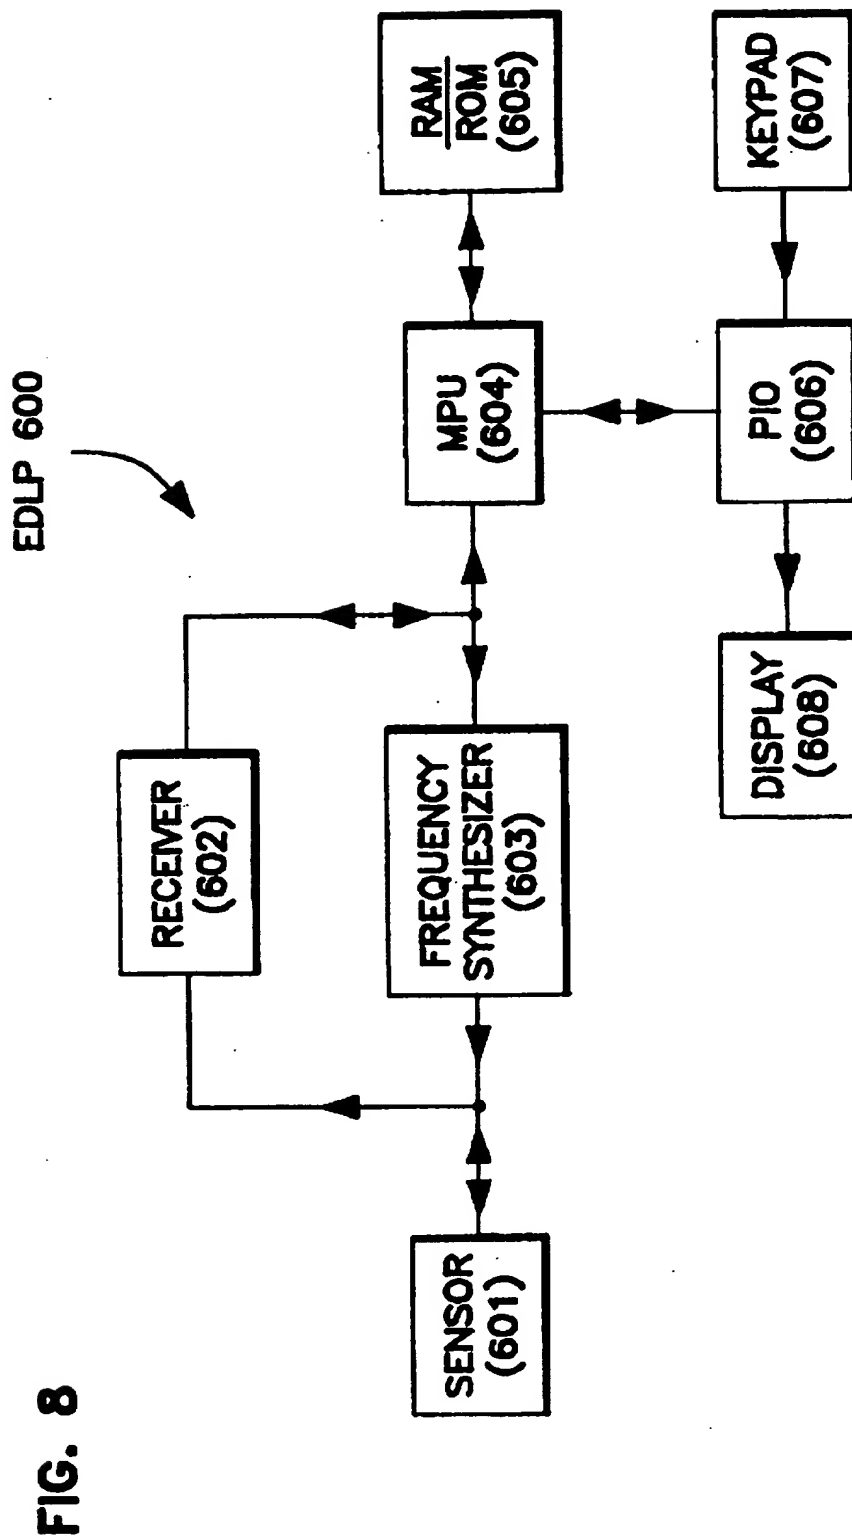 FIG. 8
EDLP 600
RECEIVER
(602)
SENSOR
(601)
FREQUENCY
SYNTHESIZER
(603)
MPU
(604)
RAM
ROM
(605)
DISPLAY
(608)
PIO
(606)
KEYPAD
(607)